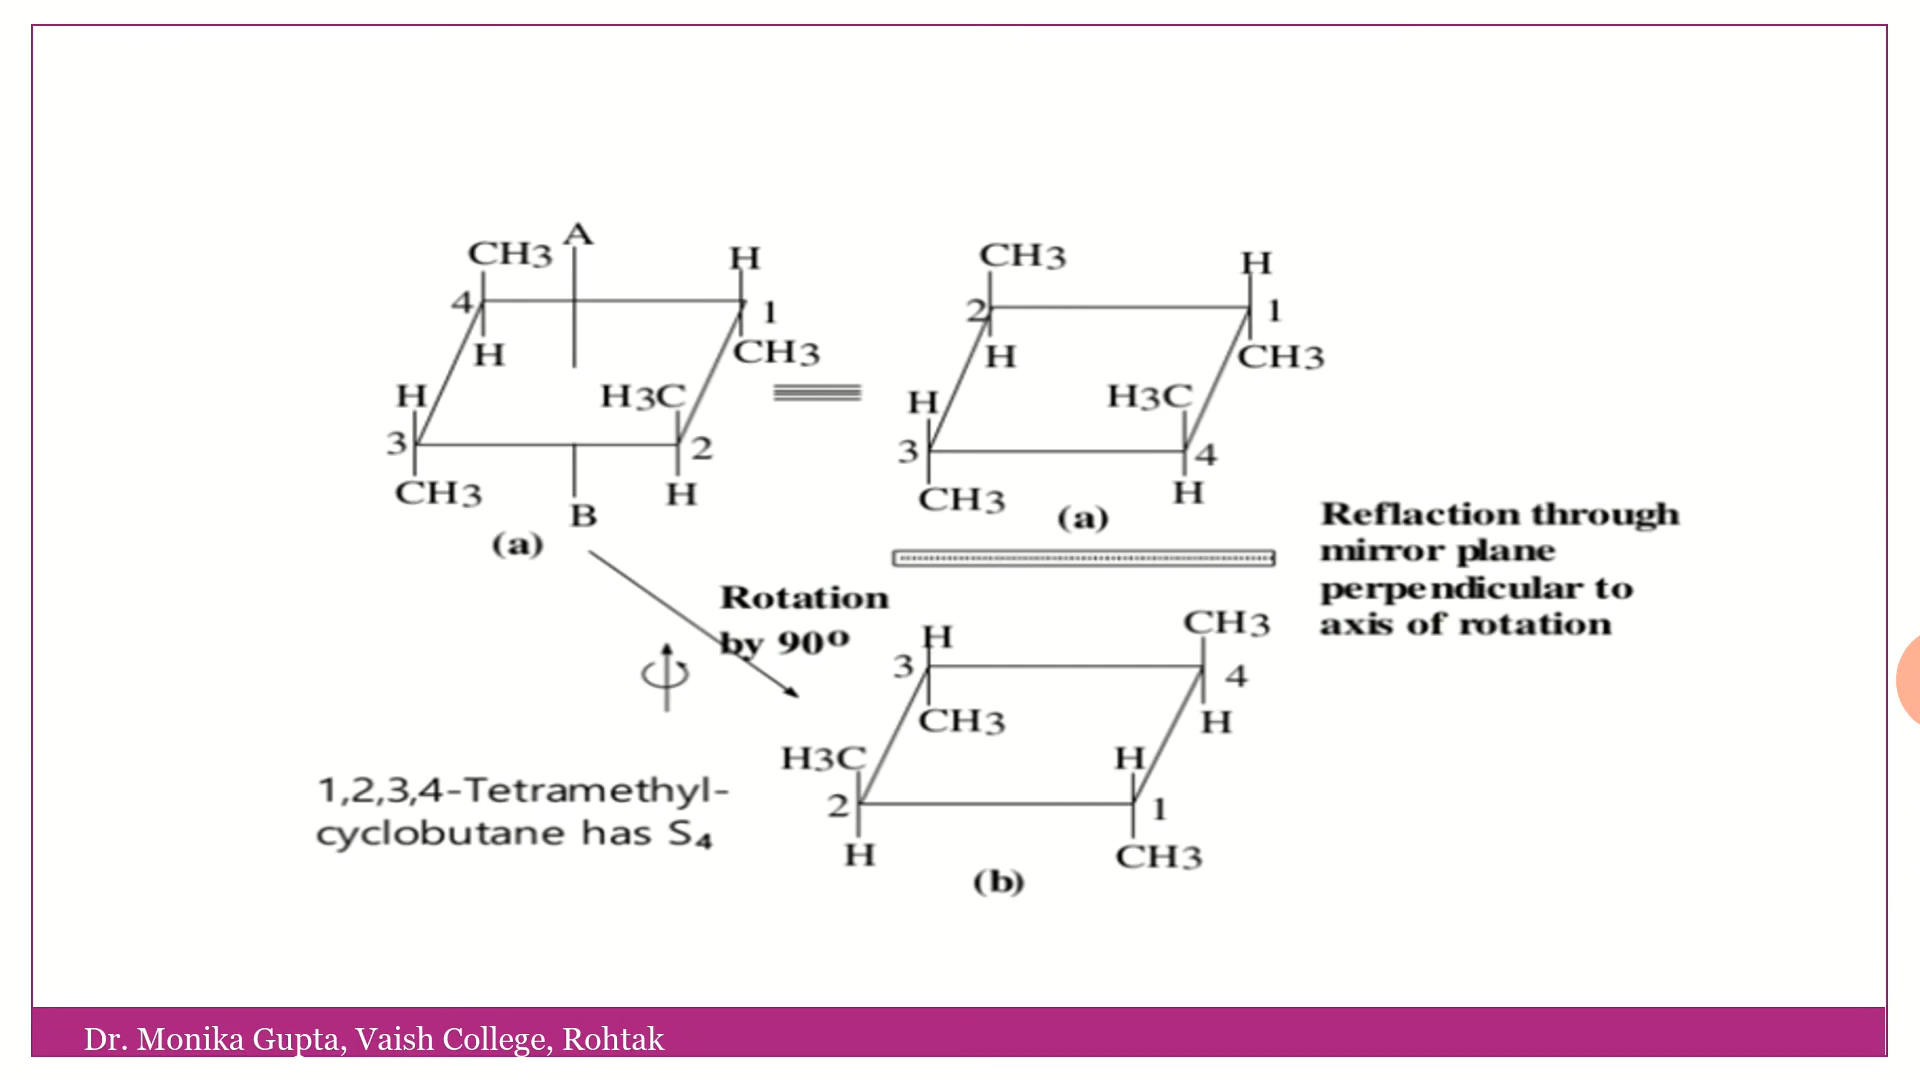 A
CH3
H
4
1
H
CH3
H
H3C
3
2
CH3
H
B
(a)
CH3
H
2
1
H
CH3
H
H3C
3
4
CH3
H
(a)
Reflaction through
mirror plane
perpendicular to
axis of rotation
Rotation
by 90º
H
CH3
3
4
CH3
H
H3C
H
2
1
H
CH3
(b)
1,2,3,4-Tetramethyl-
cyclobutane has S₄
Dr. Monika Gupta, Vaish College, Rohtak